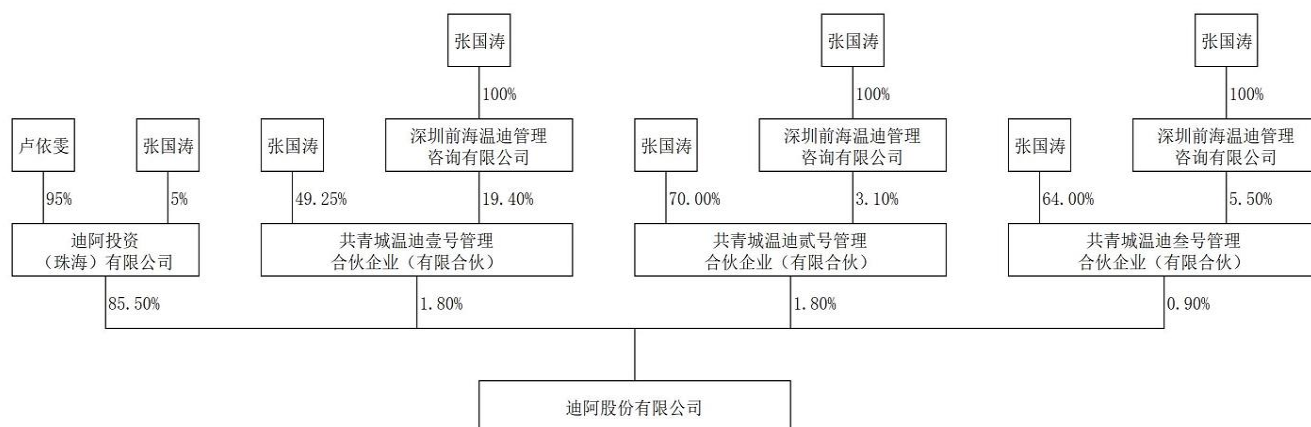 张国涛
张国涛
张国涛
100%
100%
100%
卢依雯
张国涛
张国涛
深圳前海温迪管理
咨询有限公司
张国涛
深圳前海温迪管理
咨询有限公司
张国涛
深圳前海温迪管理
咨询有限公司
95%
5%
49.25%
19.40%
70.00%
3.10%
64.00%
5.50%
迪阿投资
（珠海）有限公司
共青城温迪壹号管理
合伙企业（有限合伙）
共青城温迪贰号管理
合伙企业（有限合伙）
共青城温迪叁号管理
合伙企业（有限合伙）
85.50%
1.80%
1.80%
0.90%
迪阿股份有限公司